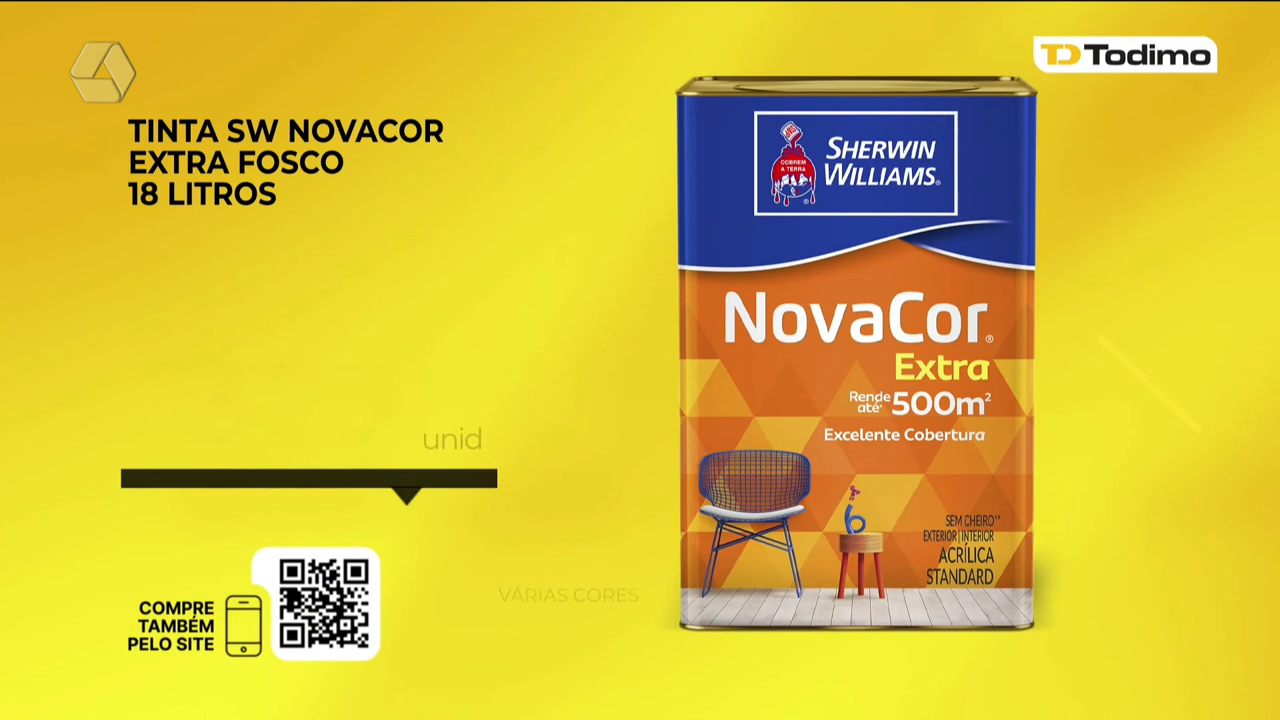 TINTA SW NOVACOR
EXTRA FOSCO
18 LITROS
unid
COMPRE
TAMBÉM
PELO SITE
VÁRIAS CORES
TD Todimo
COBREM
A TERRA
SHERWIN
WILLIAMS®
NovaCor®
Extra
Rende
até* 500m²
Excelente Cobertura
SEM CHEIRO**
EXTERIOR|INTERIOR
ACRÍLICA
STANDARD